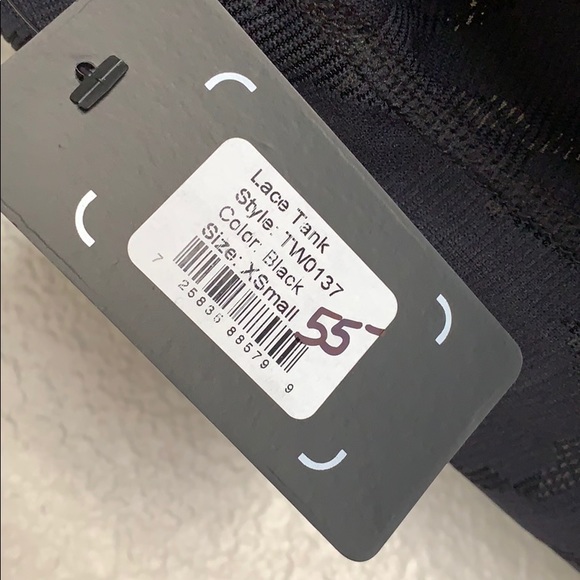 Lace Tank
Style: TW0137
Color: Black
Size: XSmall
55-
7 25836 88579 9